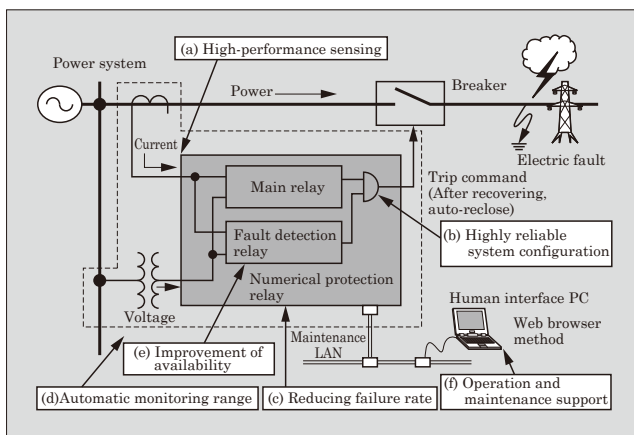 (a) High-performance sensing
Power system
Power
Breaker
Current
Electric fault
Main relay
Trip command
(After recovering,
auto-reclose)
Fault detection
relay
(b) Highly reliable
system configuration
Numerical protection
relay
Voltage
Human interface PC
Maintenance
LAN
Web browser
method
(e) Improvement of
availability
(d)Automatic monitoring range
(c) Reducing failure rate
(f) Operation and
maintenance support